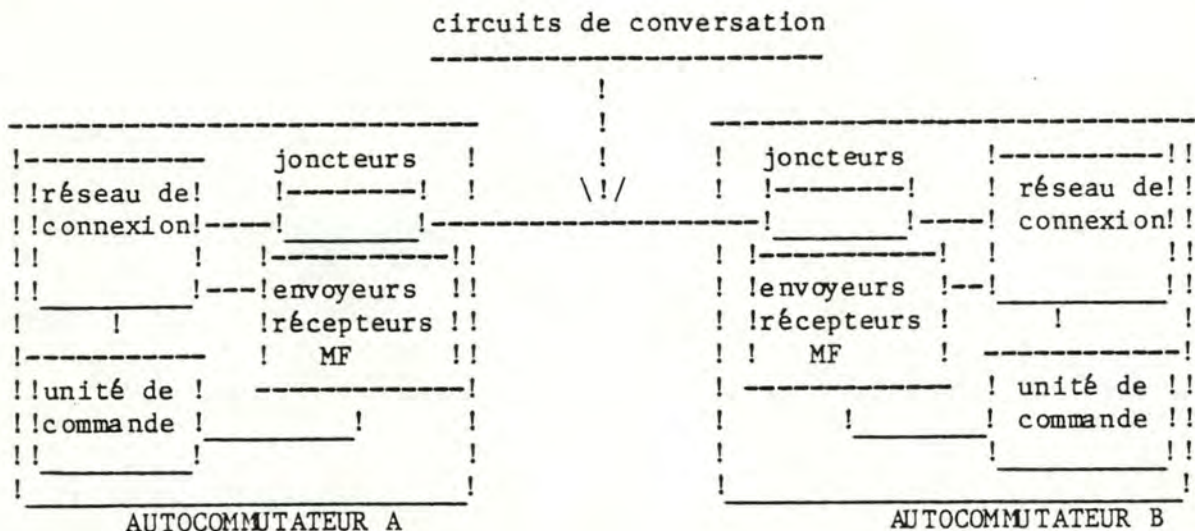 circuits de conversation
joncteurs
réseau de
connexion
envoyeurs
récepteurs
MF
unité de
commande
AUTOCOMMUTATEUR A
joncteurs
réseau de
connexion
envoyeurs
récepteurs
MF
unité de
commande
AUTOCOMMUTATEUR B